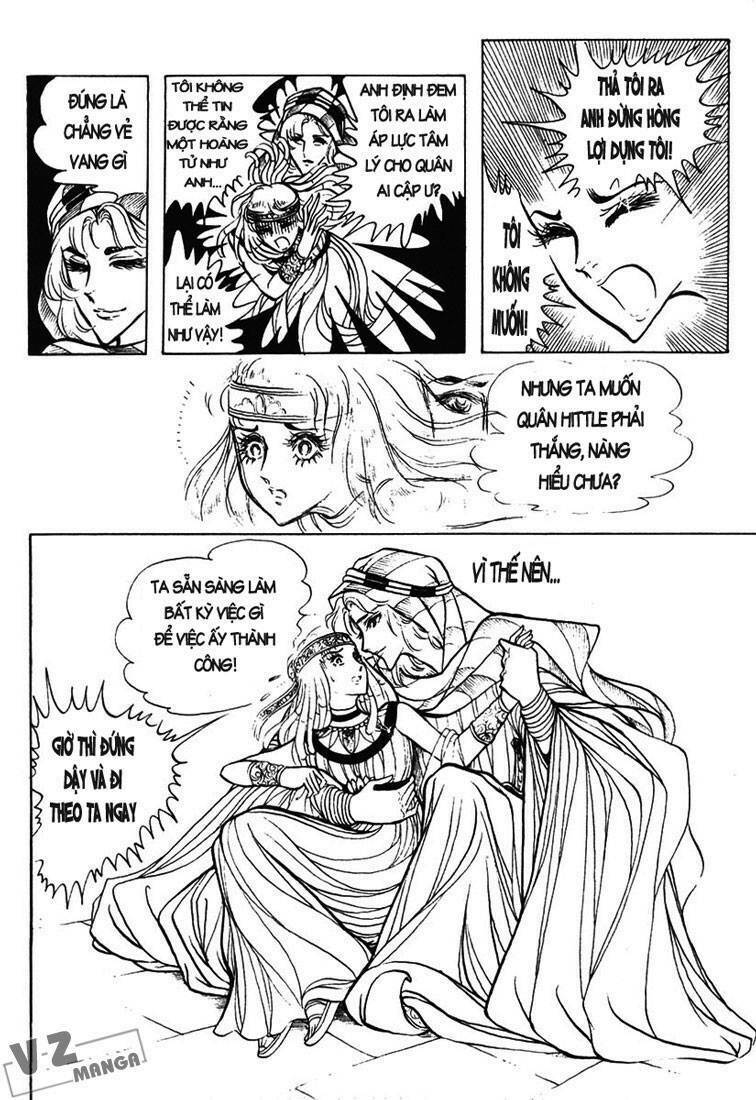 THẢ TÔI RA
ANH ĐỪNG HÒNG
LỢI DỤNG TÔI!!
TÔI
KHÔNG
MUỐN!
ANH ĐỊNH ĐEM
TÔI RA LÀM
ÁP LỰC TÂM
LÝ CHO QUÂN
AI CẬP Ư?
TÔI KHÔNG
THỂ TIN
ĐƯỢC RẰNG
MỘT HOÀNG
TỬ NHƯ
ANH...
LẠI CÓ
THỂ LÀM
NHƯ VẬY!
ĐÚNG LÀ
CHẲNG VẺ
VANG GÌ
NHƯNG TA MUỐN
QUÂN HITTLE PHẢI
THẮNG, NÀNG
HIỂU CHƯA?
VÌ THẾ NÊN...
TA SẴN SÀNG LÀM
BẤT KỲ VIỆC GÌ
ĐỂ VIỆC ẤY THÀNH
CÔNG!
GIỜ THÌ ĐỨNG
DẬY VÀ ĐI
THEO TA NGAY
V-Z
MANGA